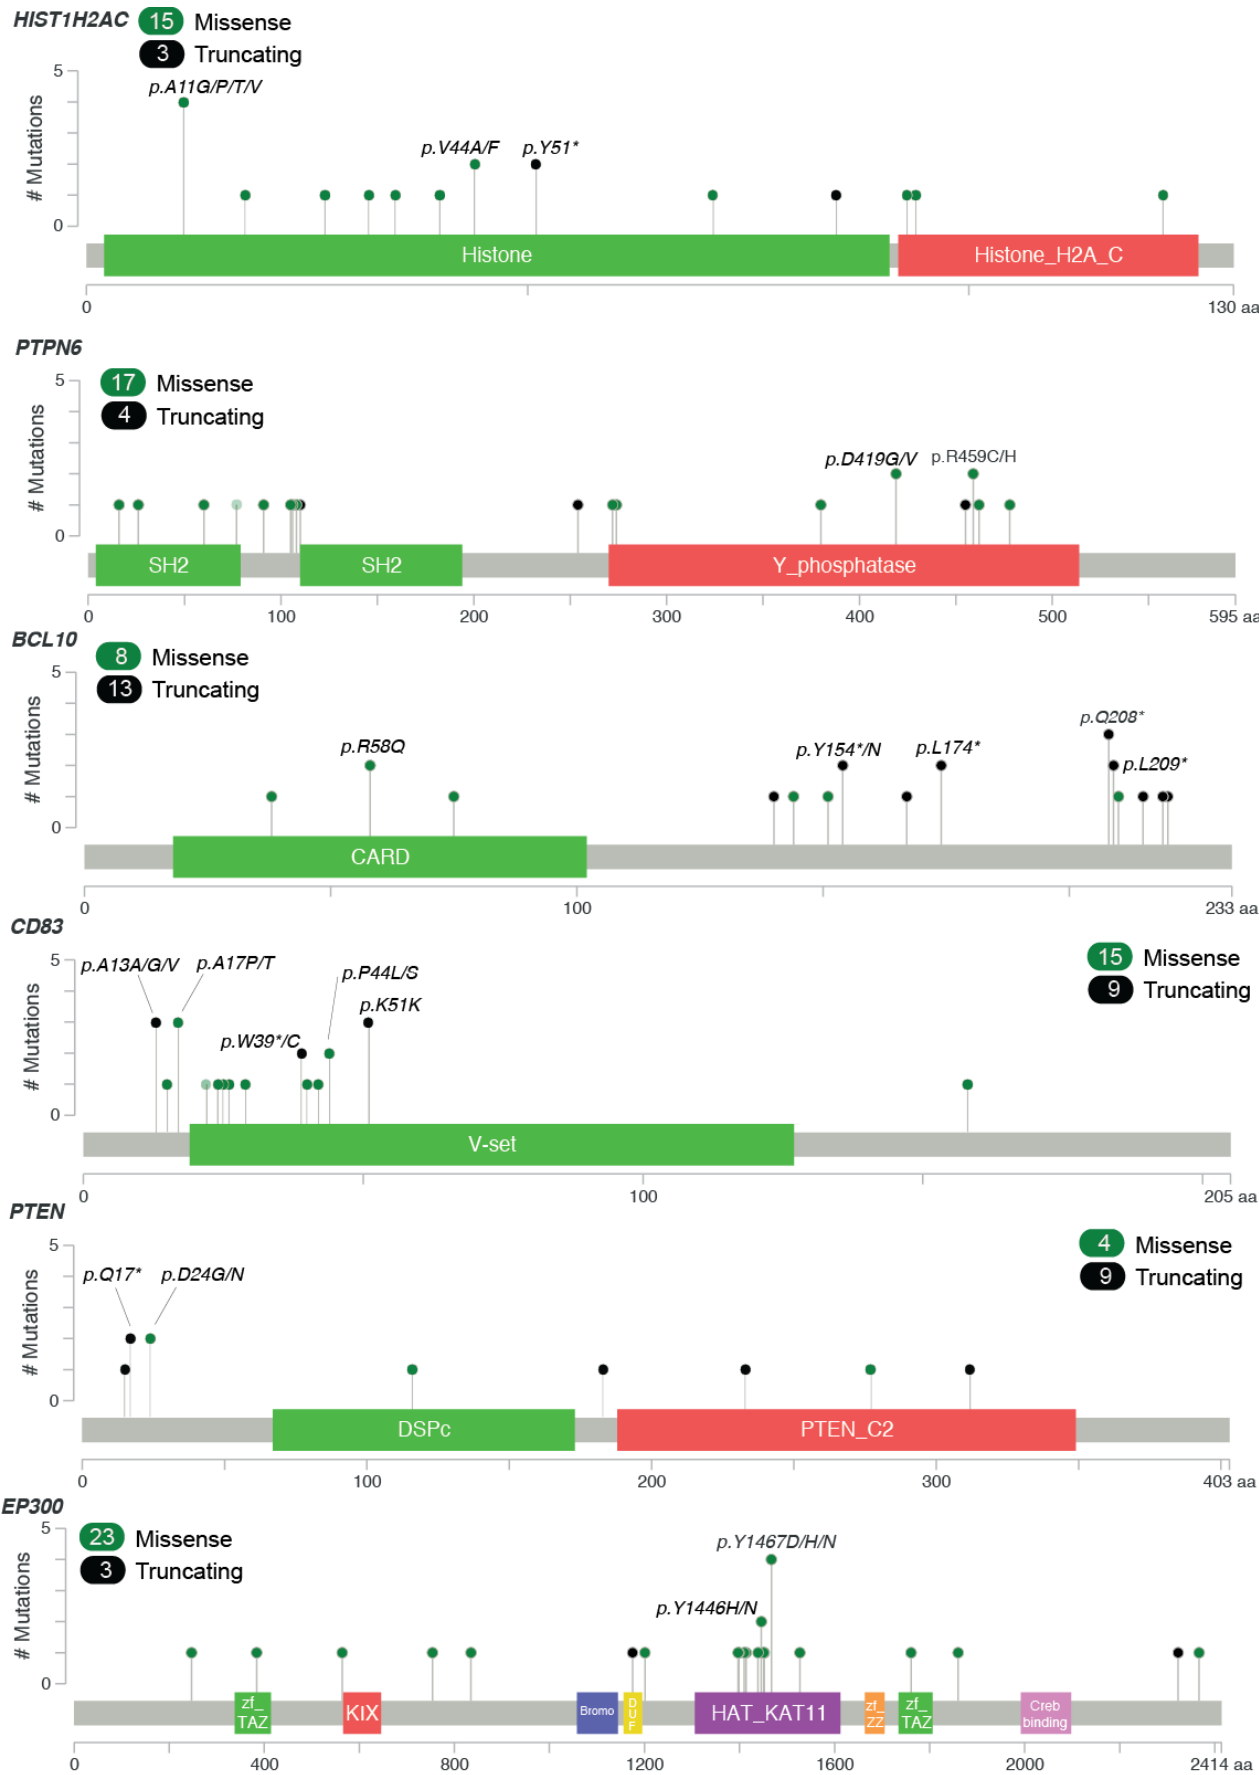 HIST1H2AC
15 Missense
3 Truncating
p.A11G/P/T/V
p.V44A/F
p.Y51*
5
0
# Mutations
Histone
Histone_H2A_C
0
130 aa
PTPN6
17 Missense
4 Truncating
p.D419G/V
p.R459C/H
5
0
# Mutations
SH2
SH2
Y_phosphatase
0 100 200 300 400 500 595 aa
BCL10
8 Missense
13 Truncating
p.R58Q
p.Y154*/N
p.L174*
p.Q208*
p.L209*
5
0
# Mutations
CARD
0 100 233 aa
CD83
15 Missense
9 Truncating
p.A13A/G/V
p.A17P/T
p.W39*/C
p.P44L/S
p.K51K
5
0
# Mutations
V-set
0 100 205 aa
PTEN
4 Missense
9 Truncating
p.Q17*
p.D24G/N
5
0
# Mutations
DSPc
PTEN_C2
0 100 200 300 403 aa
EP300
23 Missense
3 Truncating
p.Y1467D/H/N
p.Y1446H/N
5
0
# Mutations
zf_
TAZ
KIX
Bromo
DUF
HAT_KAT11
zf_
ZZ
zf_
TAZ
Creb
binding
0 400 800 1200 1600 2000 2414 aa